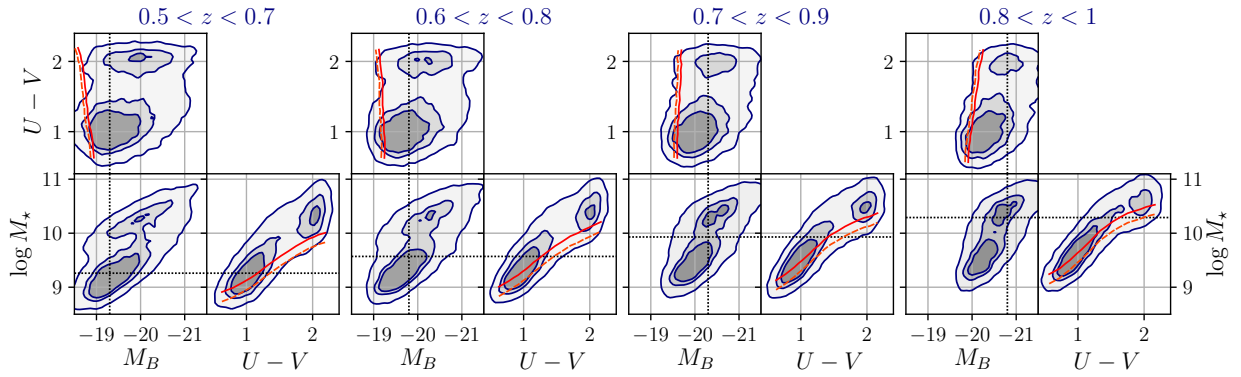 0.5 < z < 0.7 0.6 < z < 0.8 0.7 < z < 0.9 0.8 < z < 1
2 2 2 2
U − V
1 1 1 1
11 11
10 10
log M⋆ log M⋆
9 9
−19 −20 −21 1 2 −19 −20 −21 1 2 −19 −20 −21 1 2 −19 −20 −21 1 2
M_B U − V M_B U − V M_B U − V M_B U − V